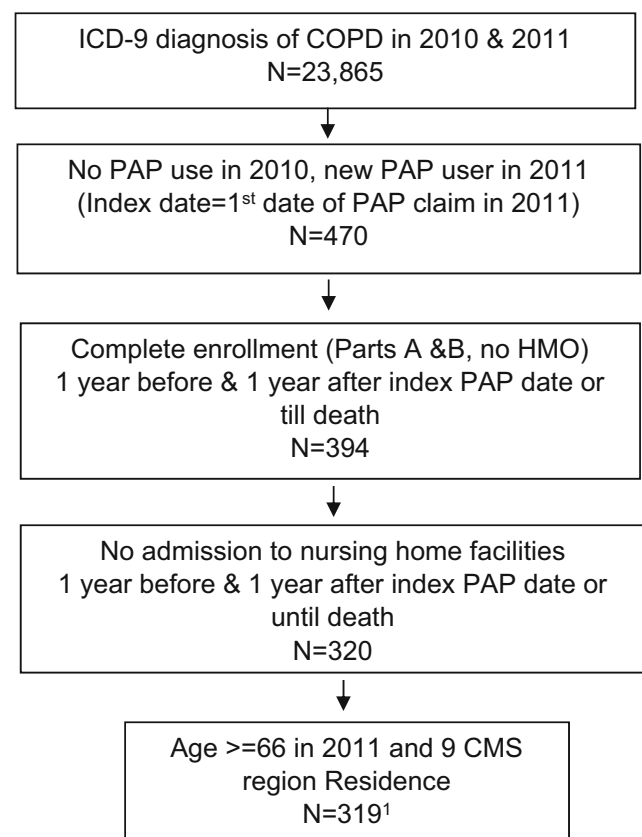 ICD-9 diagnosis of COPD in 2010 & 2011
N=23,865
No PAP use in 2010, new PAP user in 2011
(Index date=1st date of PAP claim in 2011)
N=470
Complete enrollment (Parts A &B, no HMO)
1 year before & 1 year after index PAP date or
till death
N=394
No admission to nursing home facilities
1 year before & 1 year after index PAP date or
until death
N=320
Age >=66 in 2011 and 9 CMS
region Residence
N=319¹